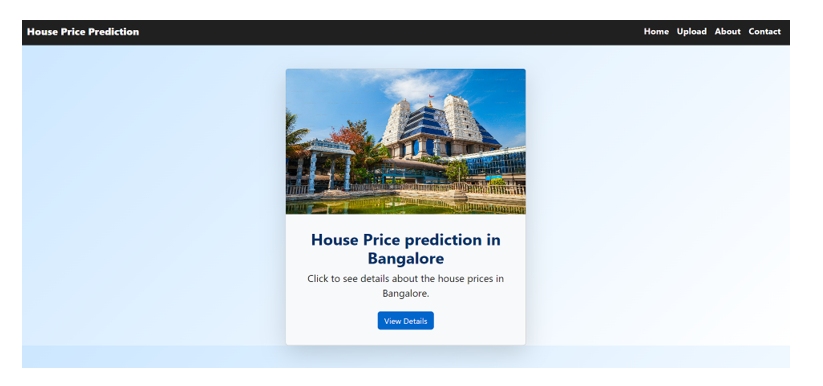 House Price Prediction
Home Upload About Contact
House Price prediction in
Bangalore
Click to see details about the house prices in
Bangalore.
View Details